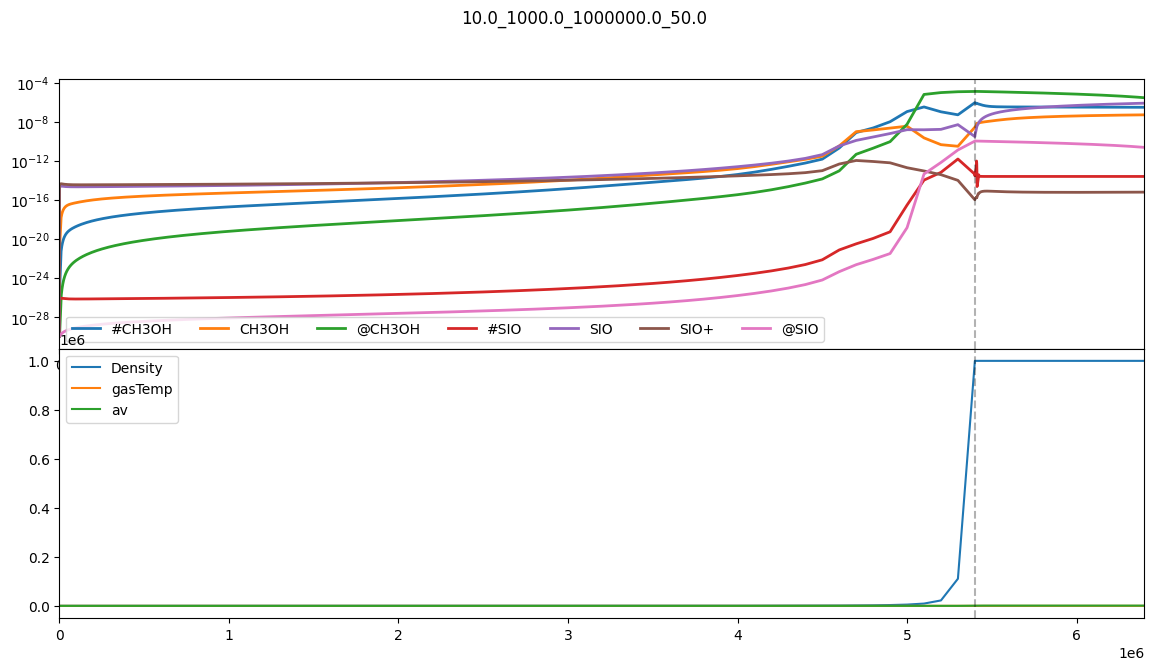 10.0_1000.0_1000000.0_50.0
10⁻⁴
10⁻⁸
10⁻¹²
10⁻¹⁶
10⁻²⁰
10⁻²⁴
10⁻²⁸
#CH3OH CH3OH @CH3OH #SIO SIO SIO+ @SIO
1e6
Density
gasTemp
av
1.0
0.8
0.6
0.4
0.2
0.0
0 1 2 3 4 5 6
1e6